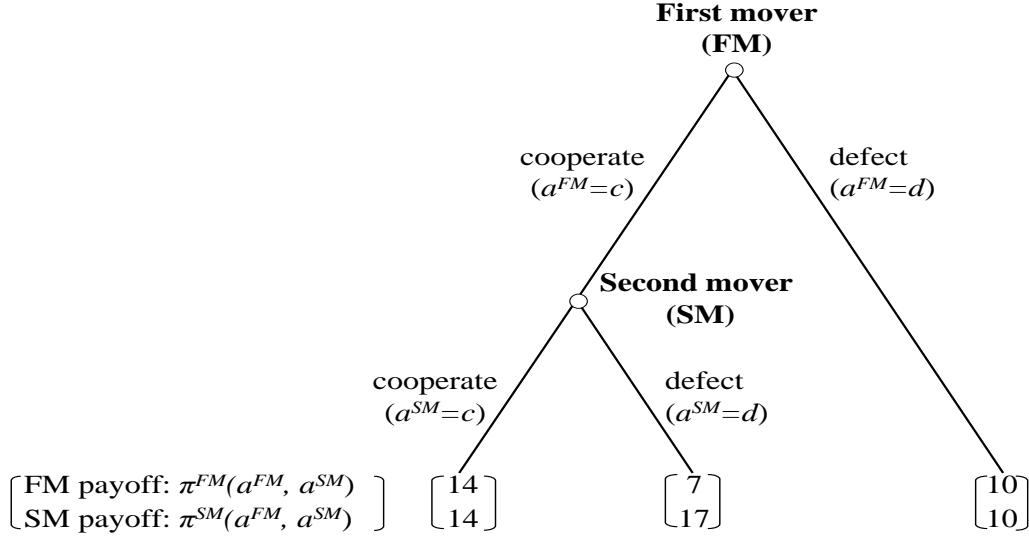 First mover
(FM)
cooperate
(a^{FM}=c)
defect
(a^{FM}=d)
Second mover
(SM)
cooperate
(a^{SM}=c)
defect
(a^{SM}=d)
FM payoff: π^{FM}(a^{FM}, a^{SM}) 14 7 10
SM payoff: π^{SM}(a^{FM}, a^{SM}) 14 17 10